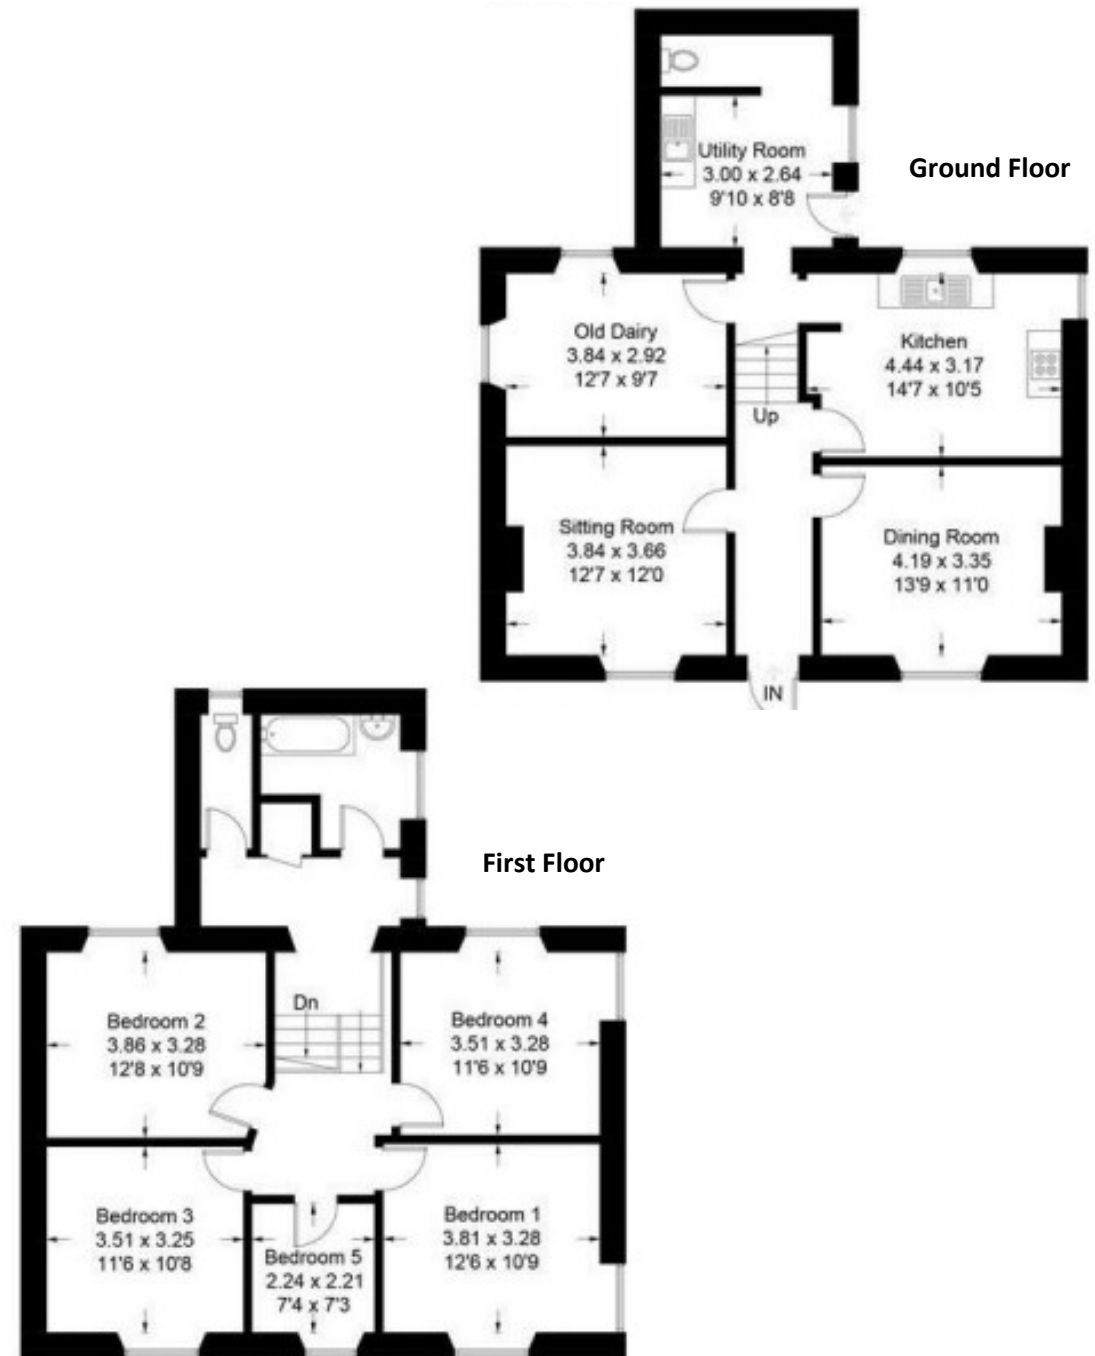 Utility Room
3.00 x 2.64
9'10 x 8'8
Ground Floor
Old Dairy
3.84 x 2.92
12'7 x 9'7
Kitchen
4.44 x 3.17
14'7 x 10'5
Up
Sitting Room
3.84 x 3.66
12'7 x 12'0
Dining Room
4.19 x 3.35
13'9 x 11'0
IN
First Floor
Dn
Bedroom 2
3.86 x 3.28
12'8 x 10'9
Bedroom 4
3.51 x 3.28
11'6 x 10'9
Bedroom 3
3.51 x 3.25
11'6 x 10'8
Bedroom 5
2.24 x 2.21
7'4 x 7'3
Bedroom 1
3.81 x 3.28
12'6 x 10'9